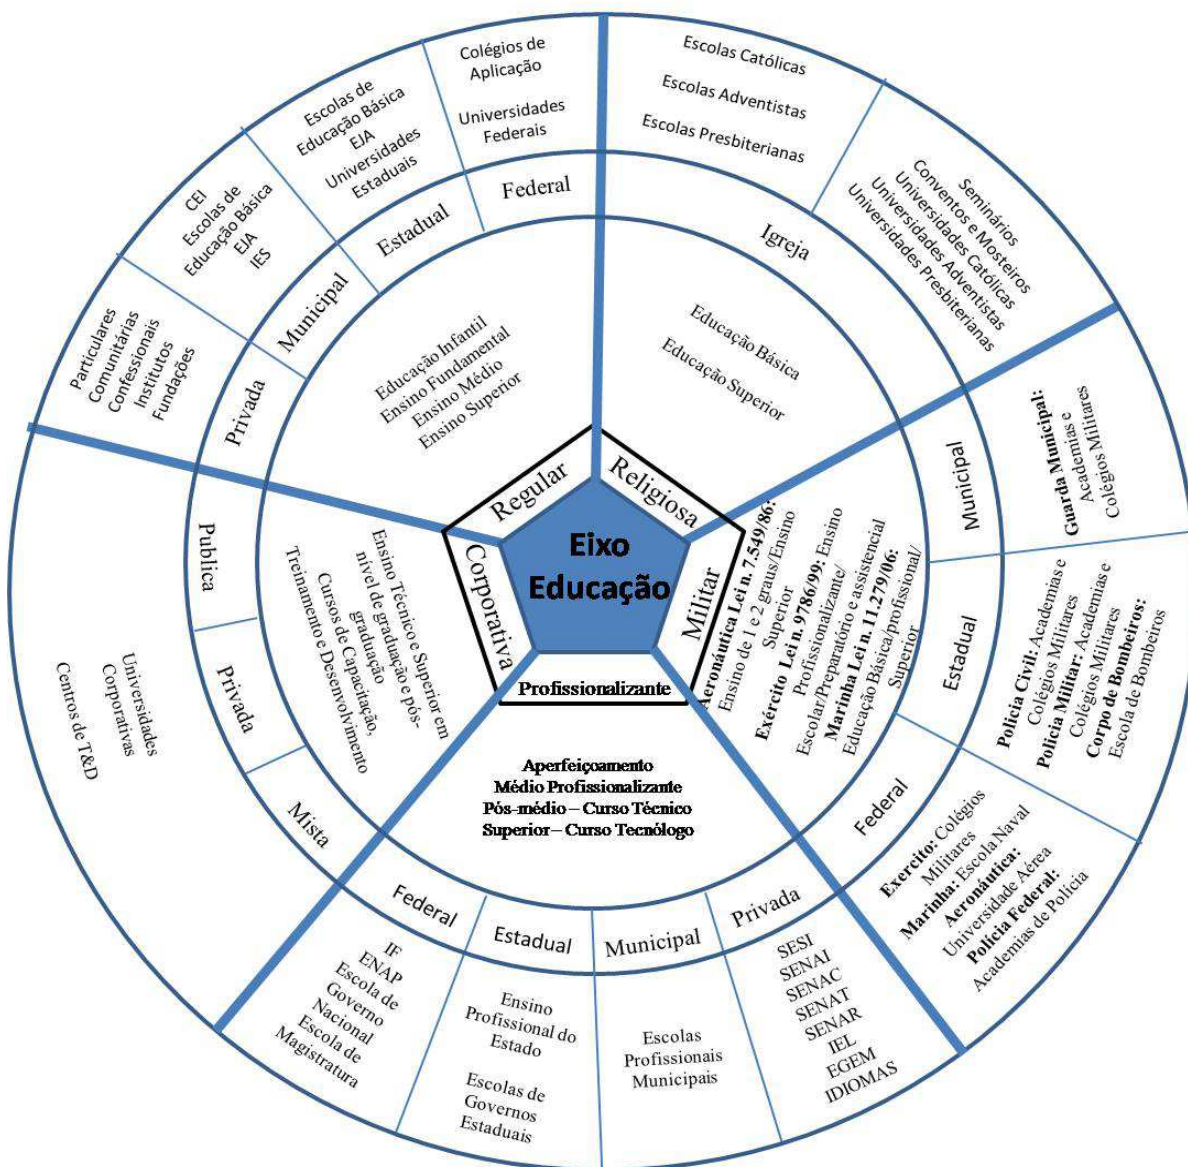 Eixo
Educação
Regular
Religiosa
Militar
Profissionalizante
Corporativa
Educação Infantil
Ensino Fundamental
Ensino Médio
Ensino Superior
Privada
Municipal
Estadual
Federal
Particulares
Comunitárias
Confessionais
Institutos
Fundações
CEI
Escolas de
Educação Básica
EJA
IES
Escolas de
Educação Básica
EJA
Universidades
Estaduais
Colégios de
Aplicação
Universidades
Federais
Educação Básica
Educação Superior
Igreja
Escolas Católicas
Escolas Adventistas
Escolas Presbiterianas
Seminários
Conventos e Mosteiros
Universidades Católicas
Universidades Adventistas
Universidades Presbiterianas
Aeronáutica Lei n. 7.549/86:
Ensino de 1 e 2 graus/Ensino
Superior
Exército Lei n. 9786/99: Ensino
Profissionalizante/
Escolar/Preparatório e assistencial
Marinha Lei n. 11.279/06:
Educação Básica/profissional/
Superior
Municipal
Estadual
Federal
Guarda Municipal:
Academias e
Colégios Militares
Policia Civil: Academias e
Colégios Militares
Policia Militar: Academias e
Colégios Militares
Corpo de Bombeiros:
Escola de Bombeiros
Exercito: Colégios
Militares
Marinha: Escola Naval
Aeronáutica:
Universidade Aérea
Policia Federal:
Academias de Polícia
Aperfeiçoamento
Médio Profissionalizante
Pós-médio – Curso Técnico
Superior – Curso Tecnólogo
Federal
Estadual
Municipal
Privada
IF
ENAP
Escola de
Governo
Nacional
Escola de
Magistratura
Ensino
Profissional do
Estado
Escolas de
Governos
Estaduais
Escolas
Profissionais
Municipais
SESI
SENAI
SENAC
SENAT
SENAR
IEL
EGEM
IDIOMAS
Ensino Técnico e Superior em
nível de graduação e pós-
graduação
Cursos de Capacitação,
Treinamento e Desenvolvimento
Publica
Privada
Mista
Universidades
Corporativas
Centros de T&D